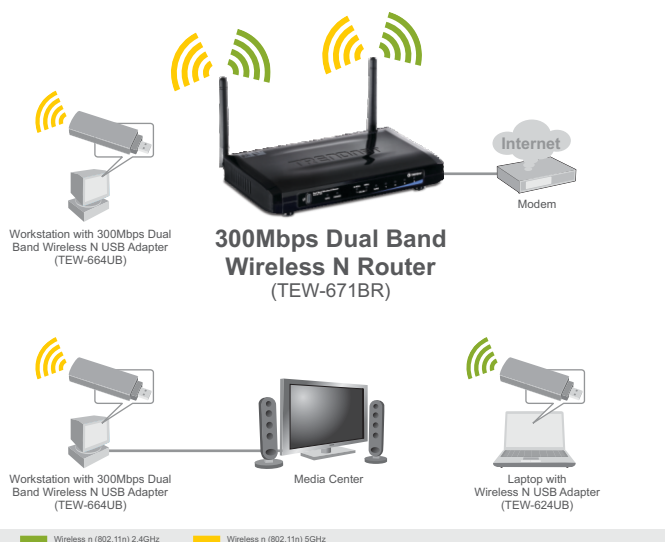 Internet
Modem
Workstation with 300Mbps Dual
Band Wireless N USB Adapter
(TEW-664UB)
TRENDNET
300Mbps Dual Band
Wireless N Router
(TEW-671BR)
Workstation with 300Mbps Dual
Band Wireless N USB Adapter
(TEW-664UB)
Media Center
Laptop with
Wireless N USB Adapter
(TEW-624UB)
Wireless n (802.11n) 2.4GHz
Wireless n (802.11n) 5GHz